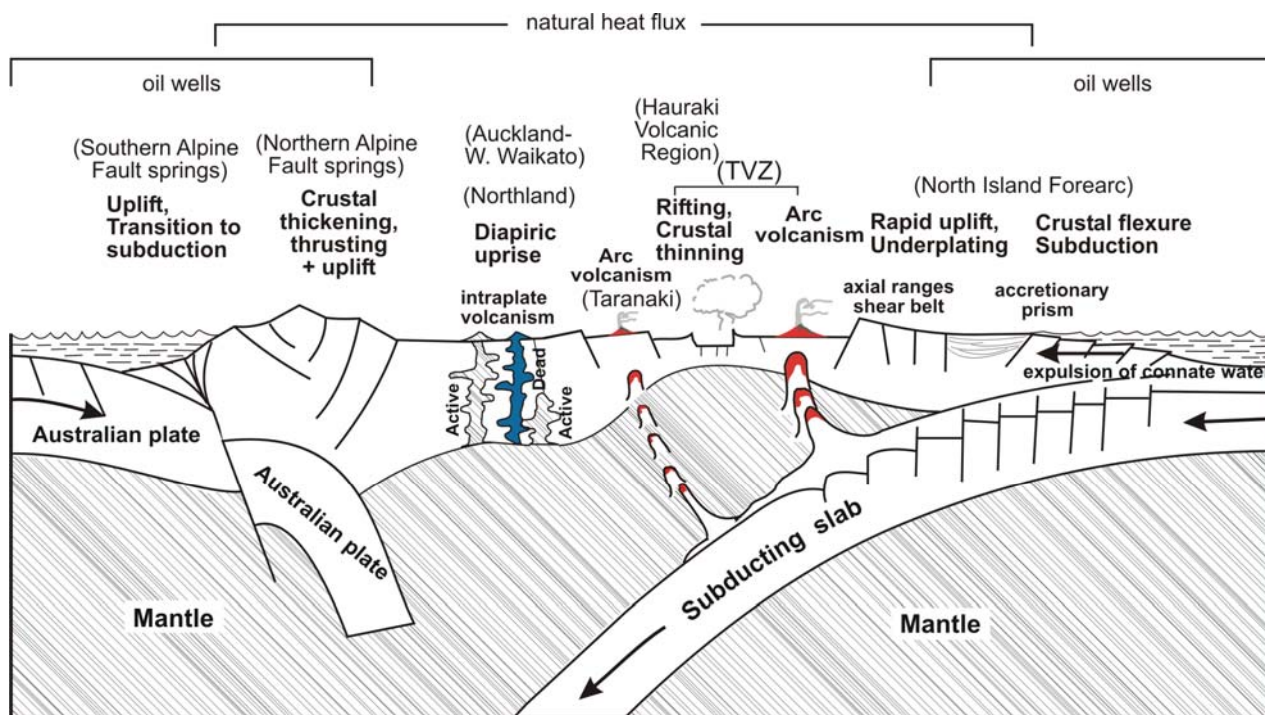 natural heat flux
oil wells
oil wells
(Southern Alpine
Fault springs)
Uplift,
Transition to
subduction
(Northern Alpine
Fault springs)
Crustal
thickening,
thrusting
+ uplift
(Auckland-
W. Waikato)
(Northland)
Diapiric
uprise
intraplate
volcanism
Arc
volcanism
(Taranaki)
(Hauraki
Volcanic
Region)
(TVZ)
Rifting,
Crustal
thinning
Arc
volcanism
(North Island Forearc)
Rapid uplift,
Underplating
Crustal flexure
Subduction
axial ranges
shear belt
accretionary
prism
expulsion of connate water
Active
Dead
Active
Australian plate
Australian plate
Subducting slab
Mantle
Mantle